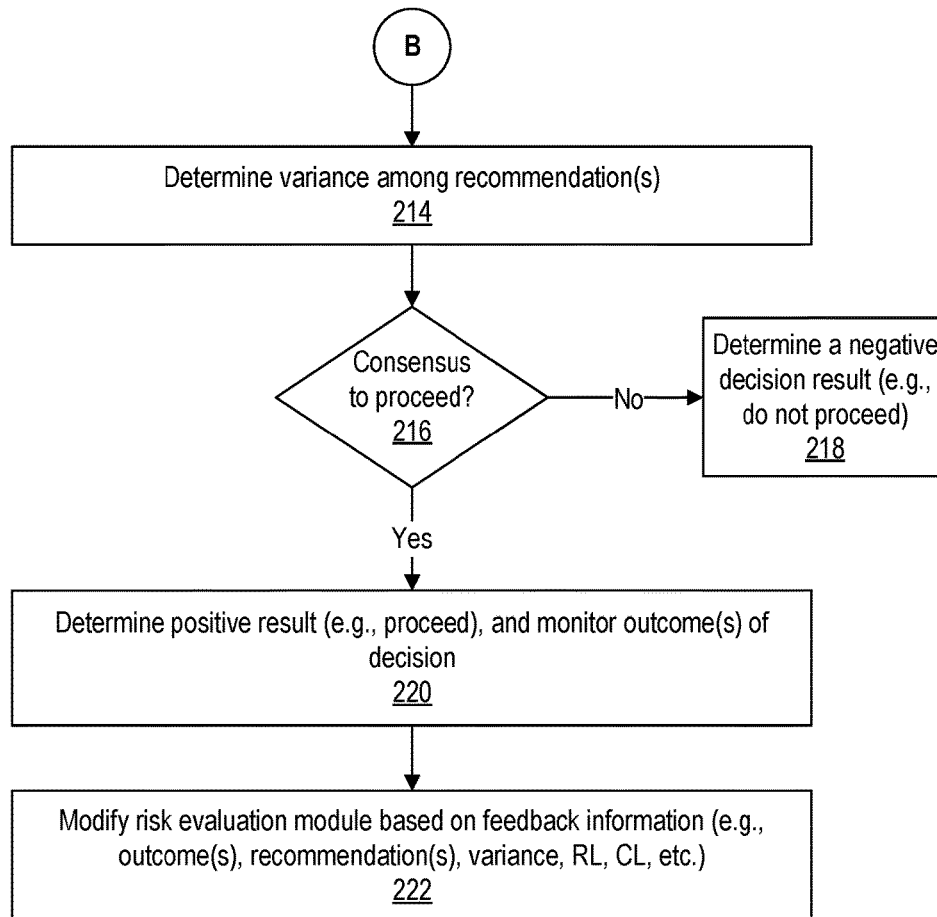 B
Determine variance among recommendation(s)
214
Consensus
to proceed?
216
No
Determine a negative
decision result (e.g.,
do not proceed)
218
Yes
Determine positive result (e.g., proceed), and monitor outcome(s) of
decision
220
Modify risk evaluation module based on feedback information (e.g.,
outcome(s), recommendation(s), variance, RL, CL, etc.)
222